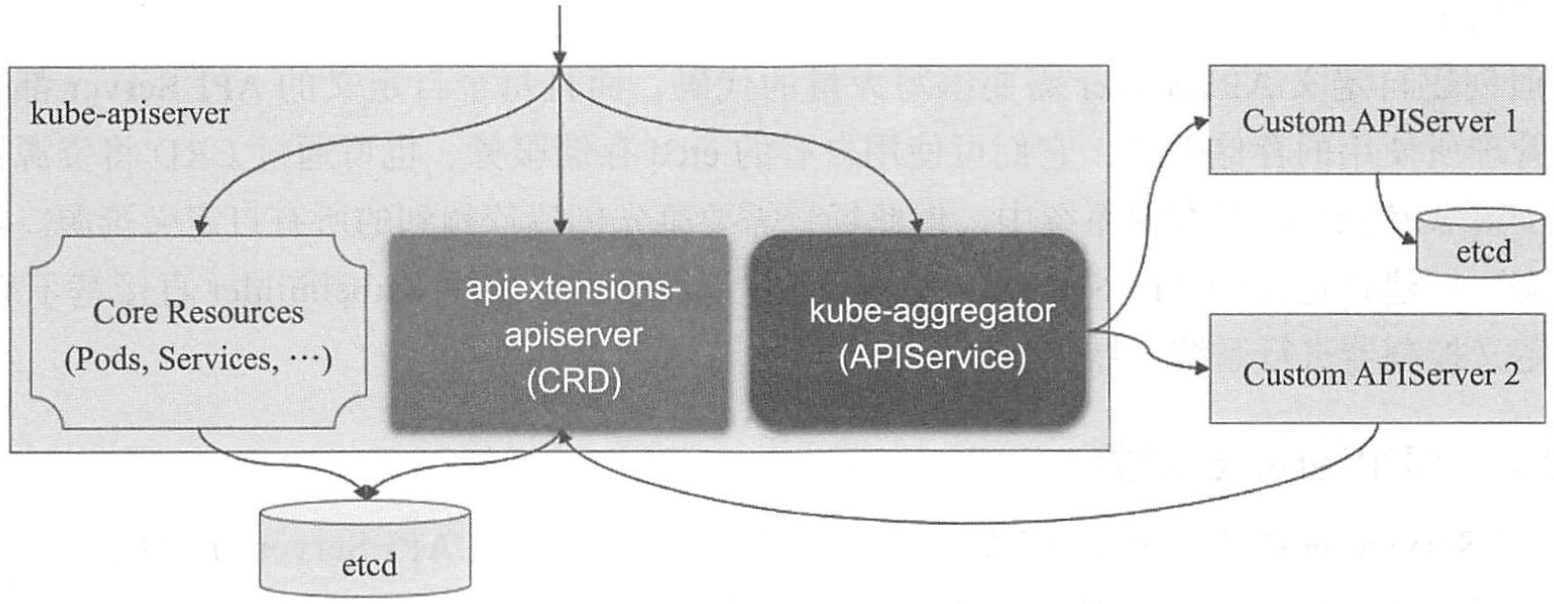 kube-apiserver
Core Resources
(Pods, Services, ⋯)
apiextensions-
apiserver
(CRD)
kube-aggregator
(APIService)
Custom APIServer 1
etcd
Custom APIServer 2
etcd